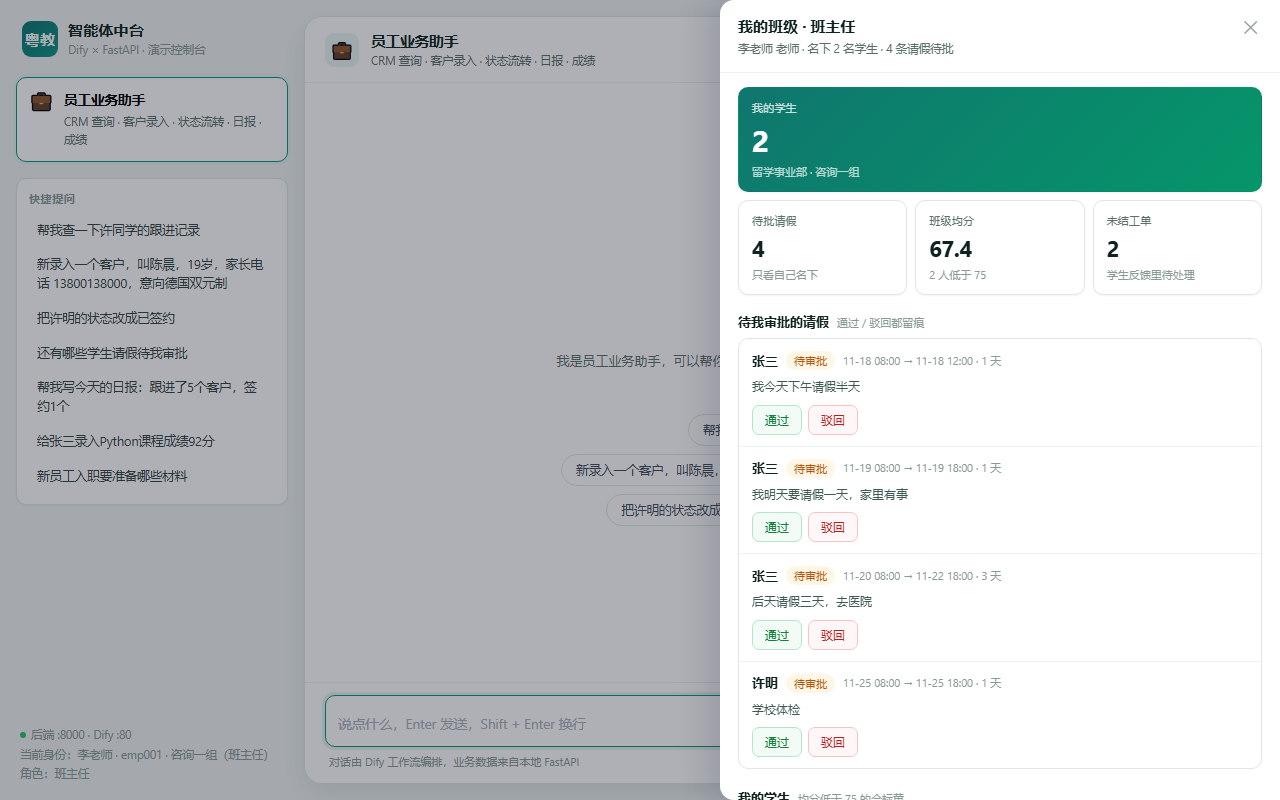 粤教
智能体中台
Dify × FastAPI · 演示控制台
员工业务助手
CRM 查询 · 客户录入 · 状态流转 · 日报 ·
成绩
快捷提问
帮我查一下许同学的跟进记录
新录入一个客户，叫陈晨，19岁，家长电
话 13800138000，意向德国双元制
把许明的状态改成已签约
还有哪些学生请假待我审批
帮我写今天的日报：跟进了5个客户，签
约1个
给张三录入Python课程成绩92分
新员工入职要准备哪些材料
后端 :8000 · Dify :80
当前身份：李老师 · emp001 · 咨询一组（班主任）
角色：班主任
员工业务助手
CRM 查询 · 客户录入 · 状态流转 · 日报 · 成绩
我是员工业务助手，可以帮
帮
新录入一个客户，叫陈晨，
把许明的状态改成
说点什么，Enter 发送，Shift + Enter 换行
对话由 Dify 工作流编排，业务数据来自本地 FastAPI
我的班级 · 班主任
李老师 老师 · 名下 2 名学生 · 4 条请假待批
我的学生
2
留学事业部 · 咨询一组
待批请假
4
只看自己名下
班级均分
67.4
2 人低于 75
未结工单
2
学生反馈里待处理
待我审批的请假 通过 / 驳回都留痕
张三 待审批 11-18 08:00 → 11-18 12:00 · 1 天
我今天下午请假半天
通过 驳回
张三 待审批 11-19 08:00 → 11-19 18:00 · 1 天
我明天要请假一天，家里有事
通过 驳回
张三 待审批 11-20 08:00 → 11-22 18:00 · 3 天
后天请假三天，去医院
通过 驳回
许明 待审批 11-25 08:00 → 11-25 18:00 · 1 天
学校体检
通过 驳回
我的学生 均分低于 75 的会标黄